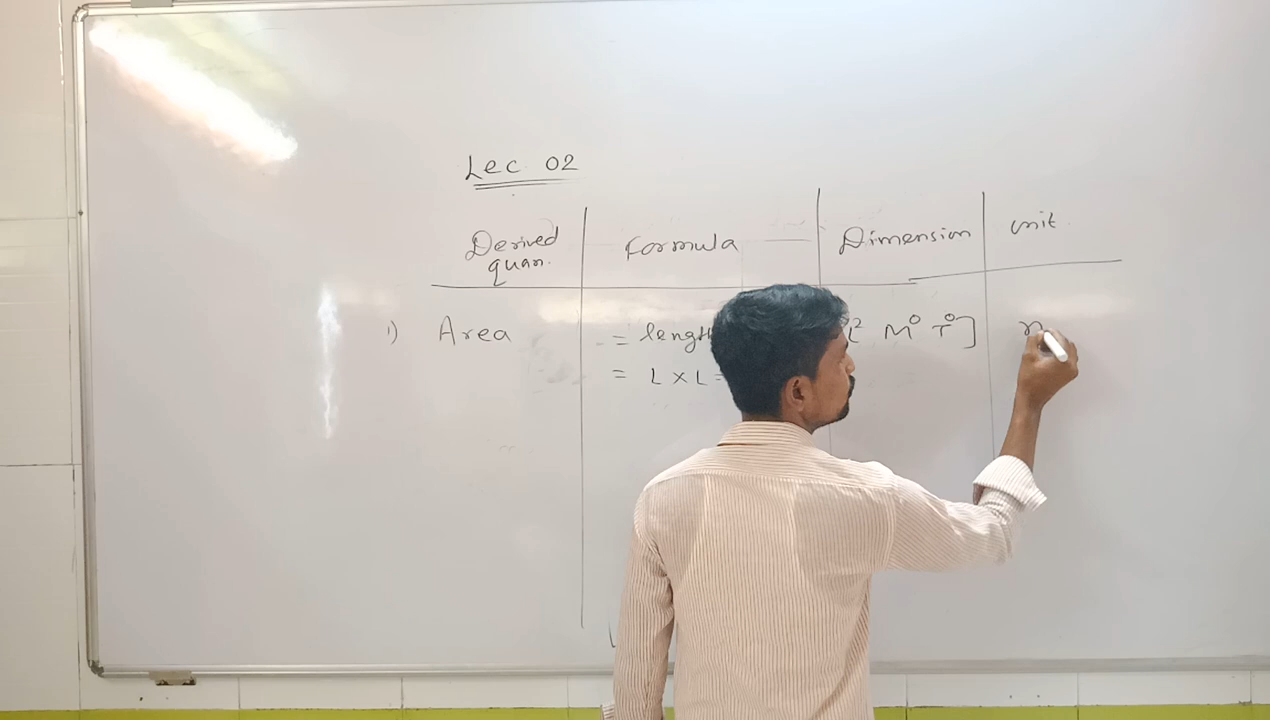 Lec 02
Derived quan. Formula Dimension unit
1) Area = length L² M⁰ T⁰]
= L × L =